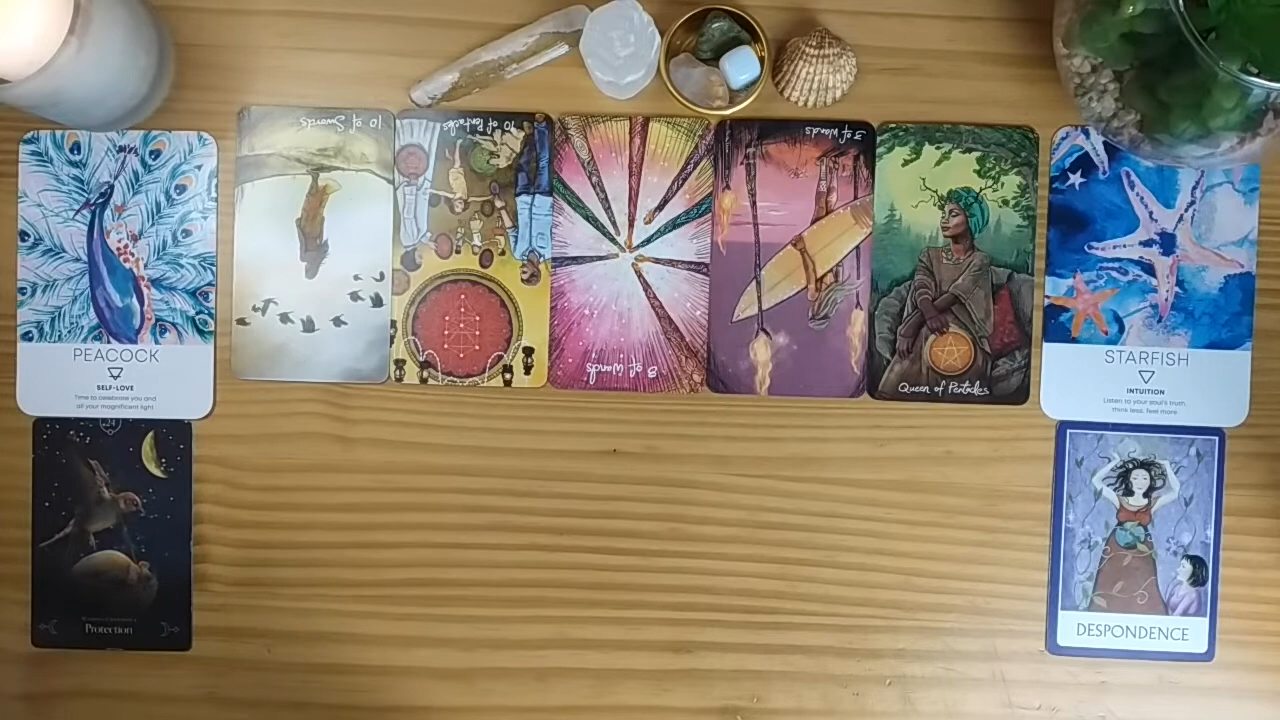 PEACOCK
SELF-LOVE
Time to celebrate you and
all your magnificent light
10 of Swords
10 of Pentacles
8 of Wands
3 of Wands
Queen of Pentacles
STARFISH
INTUITION
Listen to your soul's truth,
think less, feel more
24
Protection
DESPONDENCE